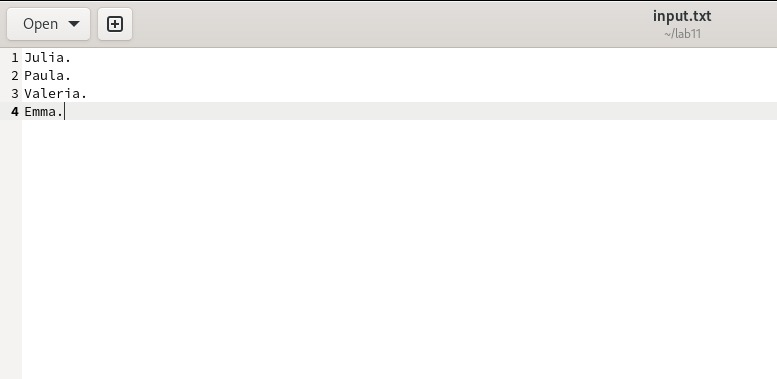 Open
input.txt
~/lab11
1 Julia.
2 Paula.
3 Valeria.
4 Emma.